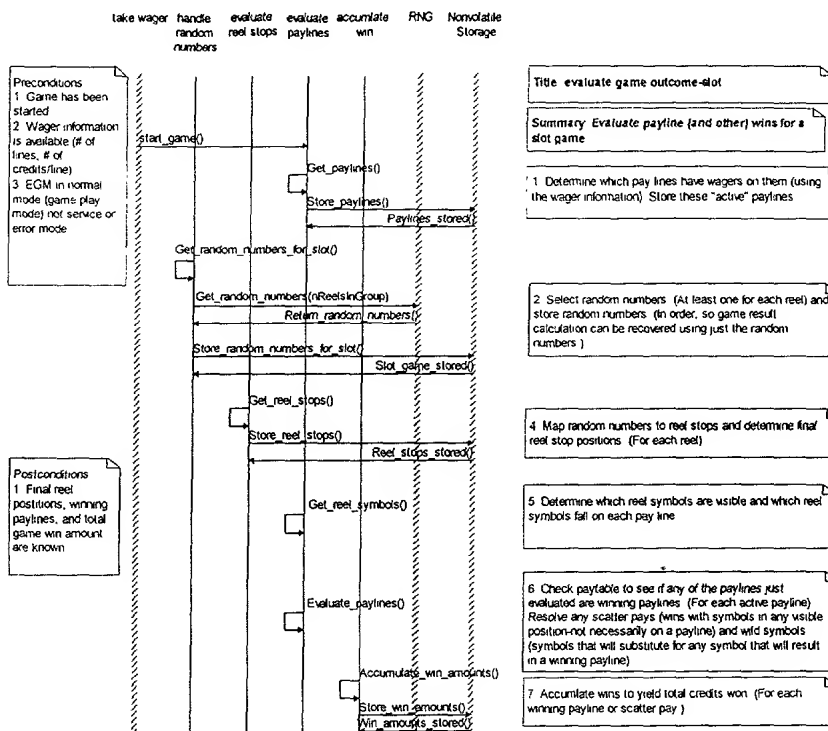 take wager
handle
random
numbers
evaluate
reel stops
evaluate
paylines
accumlate
win
RNG
Nonvolatile
Storage
Preconditions
1 Game has been
started
2 Wager information
is available (# of
lines, # of
credits/line)
3 EGM in normal
mode (game play
mode) not service or
error mode
Title evaluate game outcome-slot
Summary Evaluate payline (and other) wins for a
slot game
start_game()
Get_paylines()
Store_paylines()
Paylines_stored()
1 Determine which pay lines have wagers on them (using
the wager information) Store these "active" paylines
Get_random_numbers_for_slot()
Get_random_numbers(nReelsInGroup)
Return_random_numbers()
Store_random_numbers_for_slot()
Slot_game_stored()
2 Select random numbers (At least one for each reel) and
store random numbers (In order, so game result
calculation can be recovered using just the random
numbers )
Get_reel_stops()
Store_reel_stops()
Reel_stops_stored()
4 Map random numbers to reel stops and determine final
reel stop positions (For each reel)
Postconditions
1 Final reel
postitions, winning
paylines, and total
game win amount
are known
Get_reel_symbols()
5 Determine which reel symbols are visible and which reel
symbols fall on each pay line
Evaluate_paylines()
6 Check paytable to see if any of the paylines just
evaluated are winning paylines (For each active payline)
Resolve any scatter pays (wins with symbols in any visible
position-not necessarily on a payline) and wild symbols
(symbols that will substitute for any symbol that will result
in a winning payline)
Accumulate_win_amounts()
Store_win_amounts()
Win_amounts_stored()
7 Accumlate wins to yield total credits won (For each
winning payline or scatter pay )